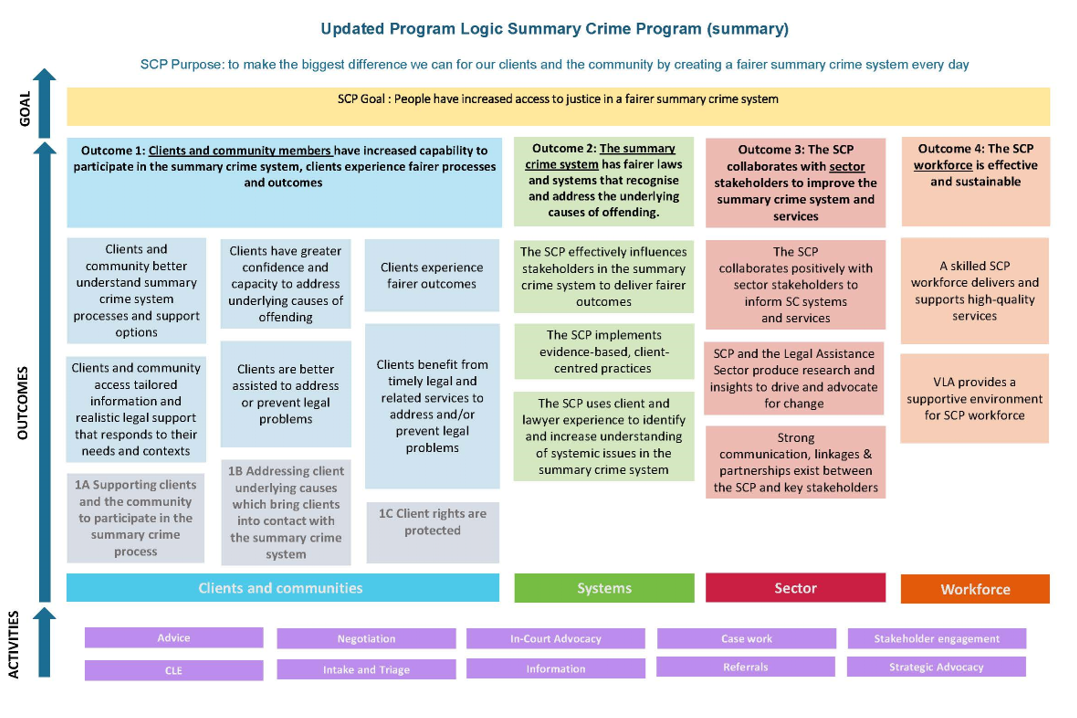 Updated Program Logic Summary Crime Program (summary)
SCP Purpose: to make the biggest difference we can for our clients and the community by creating a fairer summary crime system every day
GOAL
SCP Goal : People have increased access to justice in a fairer summary crime system
OUTCOMES
Outcome 1: Clients and community members have increased capability to
participate in the summary crime system, clients experience fairer processes
and outcomes
Outcome 2: The summary
crime system has fairer laws
and systems that recognise
and address the underlying
causes of offending.
Outcome 3: The SCP
collaborates with sector
stakeholders to improve the
summary crime system and
services
Outcome 4: The SCP
workforce is effective
and sustainable
Clients and
community better
understand summary
crime system
processes and support
options
Clients and community
access tailored
information and
realistic legal support
that responds to their
needs and contexts
1A Supporting clients
and the community
to participate in the
summary crime
process
Clients have greater
confidence and
capacity to address
underlying causes of
offending
Clients are better
assisted to address
or prevent legal
problems
1B Addressing client
underlying causes
which bring clients
into contact with
the summary crime
system
Clients experience
fairer outcomes
Clients benefit from
timely legal and
related services to
address and/or
prevent legal
problems
1C Client rights are
protected
The SCP effectively influences
stakeholders in the summary
crime system to deliver fairer
outcomes
The SCP implements
evidence-based, client-
centred practices
The SCP uses client and
lawyer experience to identify
and increase understanding
of systemic issues in the
summary crime system
The SCP
collaborates positively with
sector stakeholders to
inform SC systems
and services
SCP and the Legal Assistance
Sector produce research and
insights to drive and advocate
for change
Strong
communication, linkages &
partnerships exist between
the SCP and key stakeholders
A skilled SCP
workforce delivers and
supports high-quality
services
VLA provides a
supportive environment
for SCP workforce
Clients and communities
Systems
Sector
Workforce
ACTIVITIES
Advice
Negotiation
In-Court Advocacy
Case work
Stakeholder engagement
CLE
Intake and Triage
Information
Referrals
Strategic Advocacy